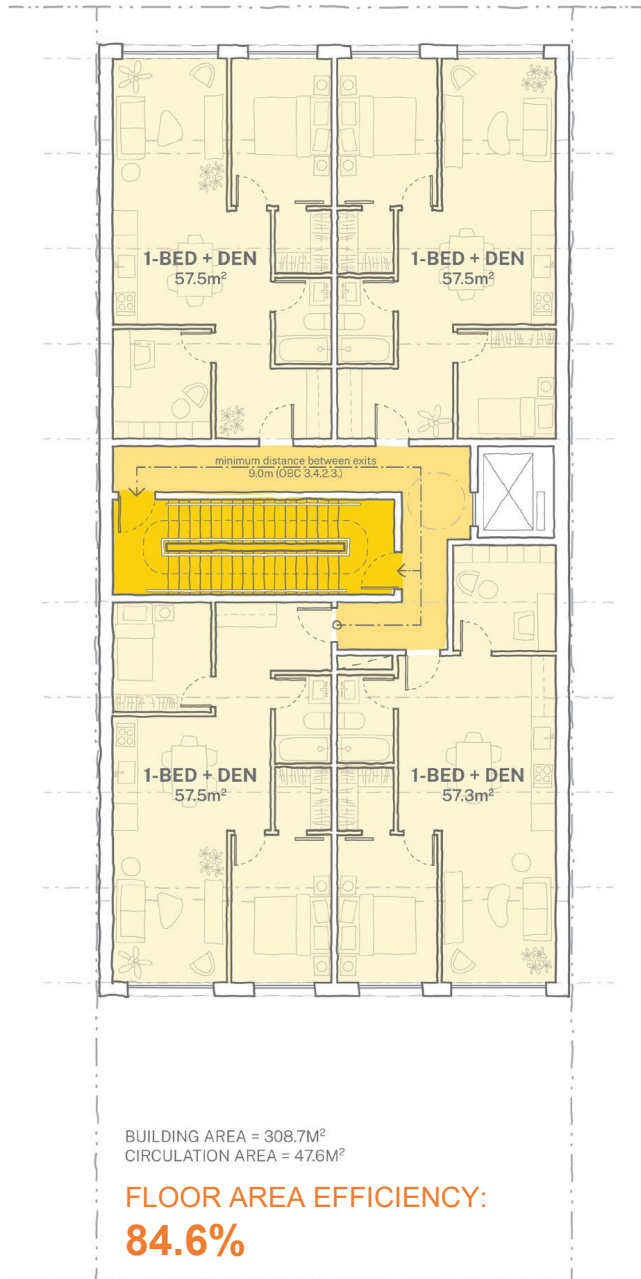 1-BED + DEN
57.5m²
1-BED + DEN
57.5m²
minimum distance between exits
9.0m (OBC 3.4.2.3.)
1-BED + DEN
57.5m²
1-BED + DEN
57.3m²
BUILDING AREA = 308.7M²
CIRCULATION AREA = 47.6M²
FLOOR AREA EFFICIENCY:
84.6%